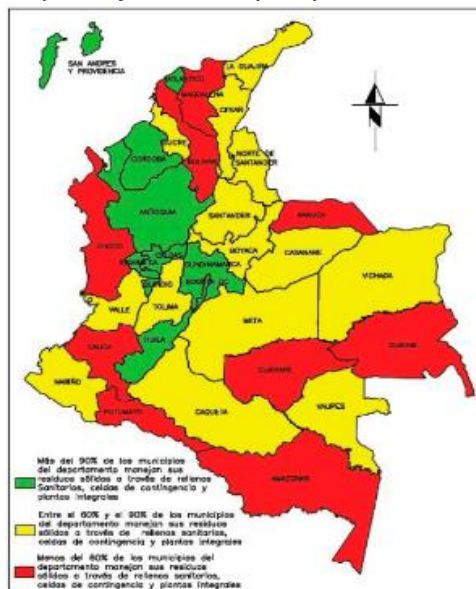 SAN ANDRES
Y PROVIDENCIA
LA GUAJIRA
ATLANTICO
MAGDALENA
CESAR
SUCRE
BOLIVAR
CORDOBA
NORTE DE
SANTANDER
ANTIOQUIA
SANTANDER
ARAUCA
CHOCO
CALDAS
BOYACA
CASANARE
RISARALDA
CUNDINAMARCA
VICHADA
QUINDIO
BOGOTA DC
VALLE
TOLIMA
META
GUAINIA
CAUCA
HUILA
GUAVIARE
NARIÑO
VAUPES
PUTUMAYO
CAQUETA
AMAZONAS
Más del 90% de los municipios
del departamento manejan sus
residuos sólidos a través de rellenos
Sanitarios, celdas de contingencia y
plantas integrales
Entre el 60% y el 90% de los municipios
del departamento manejan sus residuos
sólidos a través de rellenos sanitarios,
celdas de contingencia y plantas integrales
Menos del 60% de los municipios del
departamento manejan sus residuos
sólidos a través de rellenos sanitarios,
celdas de contingencia y plantas integrales